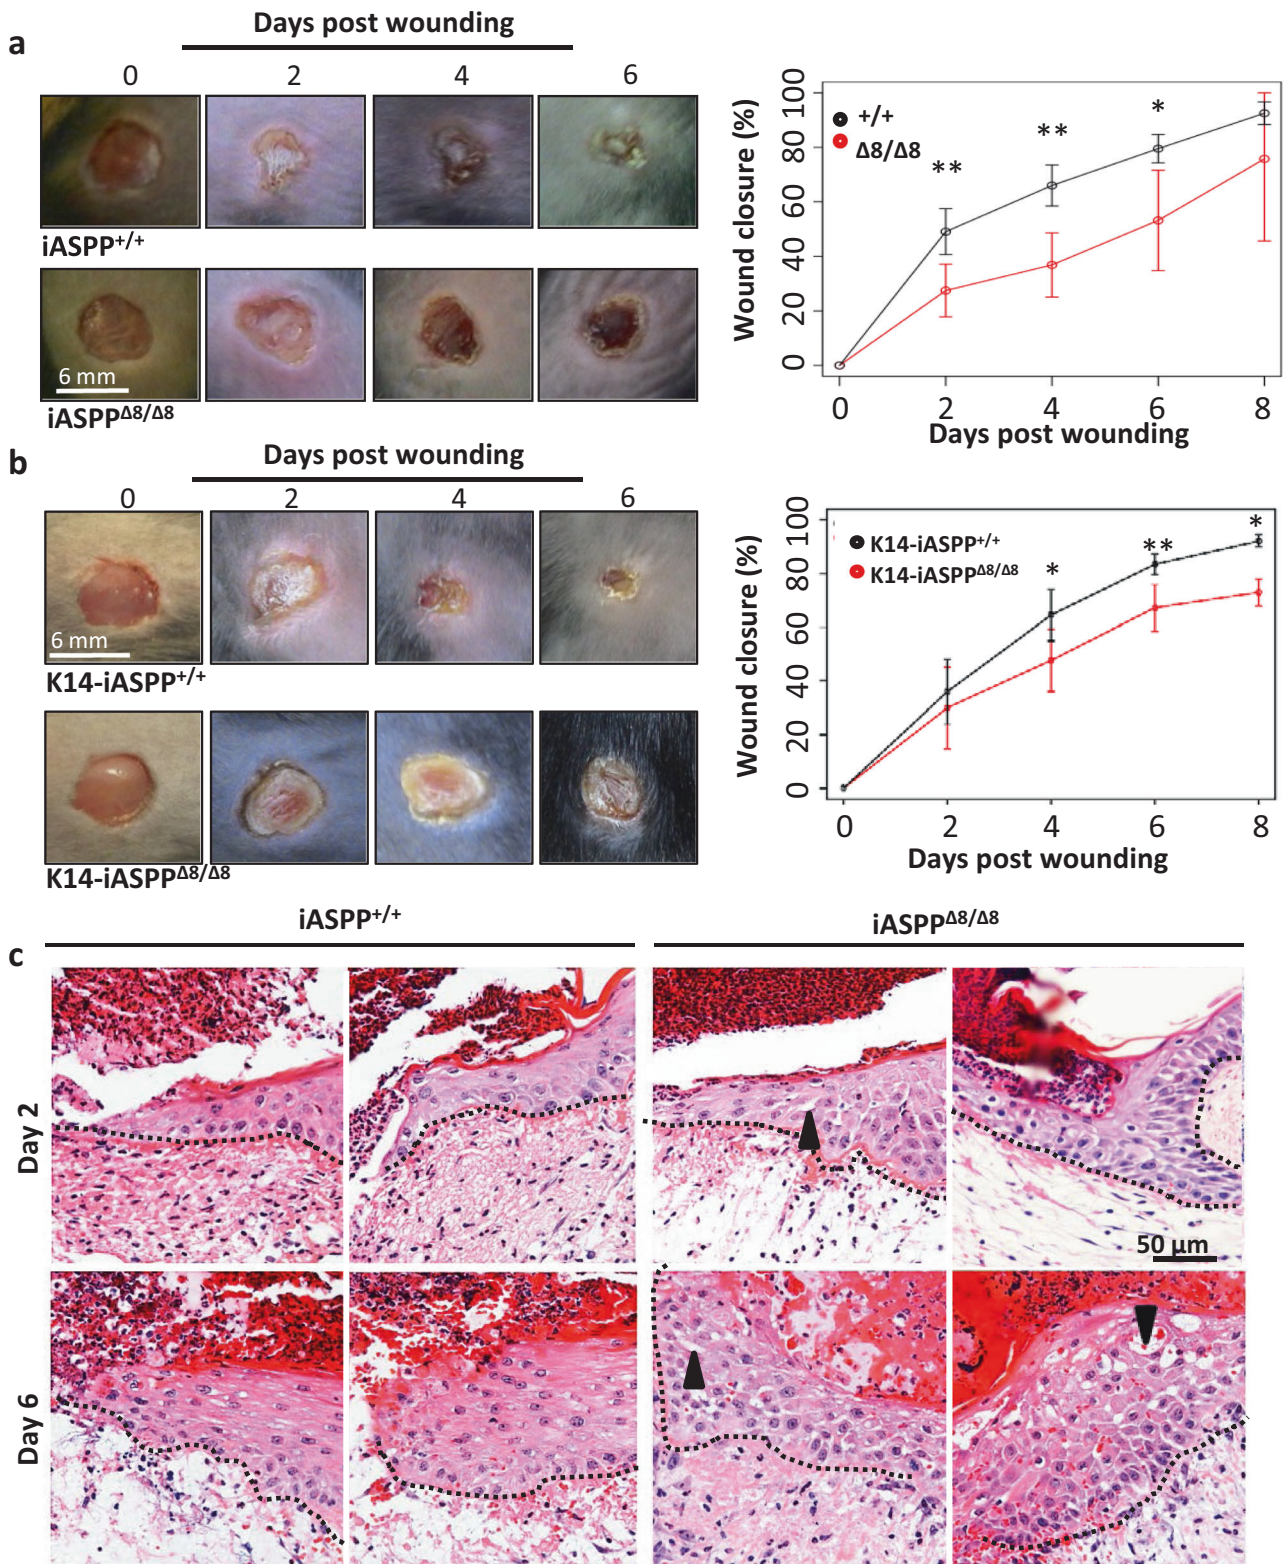 a
Days post wounding
0 2 4 6
iASPP+/+
6 mm
iASPPΔ8/Δ8
Wound closure (%)
100
80
60
40
20
0
+/+
Δ8/Δ8
**
**
*
0 2 4 6 8
Days post wounding
b
Days post wounding
0 2 4 6
6 mm
K14-iASPP+/+
K14-iASPPΔ8/Δ8
Wound closure (%)
100
80
60
40
20
0
K14-iASPP+/+
K14-iASPPΔ8/Δ8
*
**
*
0 2 4 6 8
Days post wounding
c
iASPP+/+
iASPPΔ8/Δ8
Day 2
50 µm
Day 6